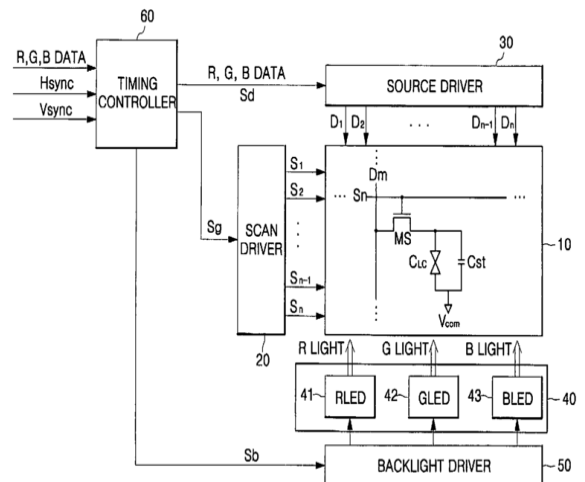 60
R,G,B DATA
Hsync
Vsync
TIMING
CONTROLLER
R, G, B DATA
Sd
30
SOURCE DRIVER
D1 D2 ... Dn-1 Dn
Sg
SCAN
DRIVER
20
S1
S2
Sn-1
Sn
Dm
Sn
MS
CLC
Cst
Vcom
10
R LIGHT G LIGHT B LIGHT
41 RLED 42 GLED 43 BLED 40
Sb
BACKLIGHT DRIVER 50